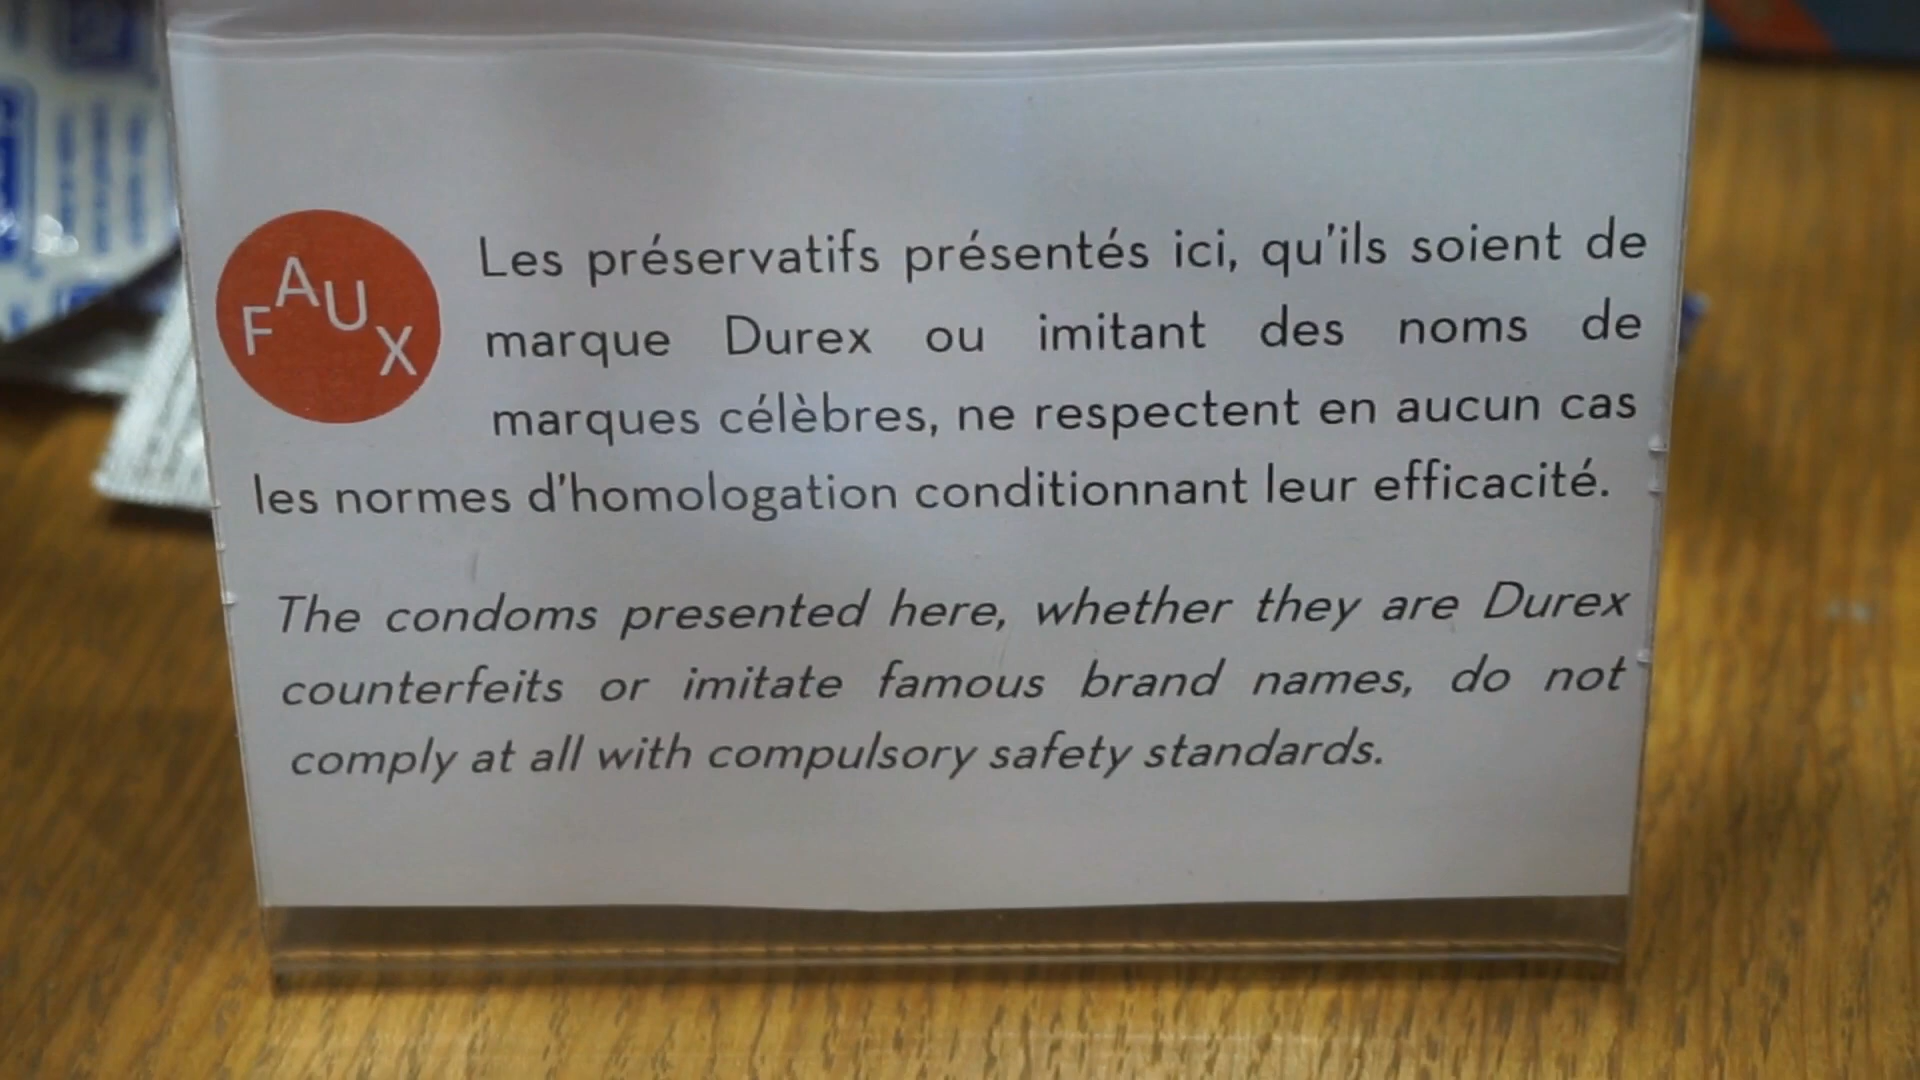 FAUX
Les préservatifs présentés ici, qu'ils soient de
marque Durex ou imitant des noms de
marques célèbres, ne respectent en aucun cas
les normes d'homologation conditionnant leur efficacité.
The condoms presented here, whether they are Durex
counterfeits or imitate famous brand names, do not
comply at all with compulsory safety standards.